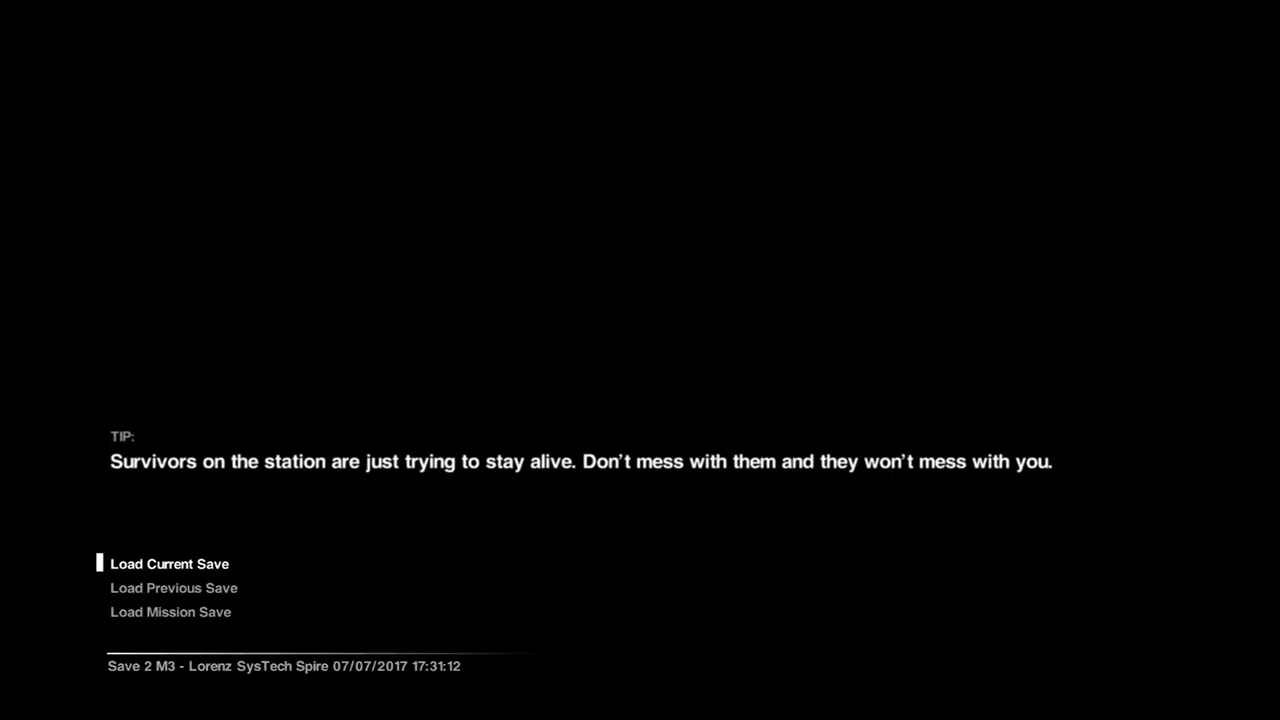 TIP:
Survivors on the station are just trying to stay alive. Don’t mess with them and they won’t mess with you.
Load Current Save
Load Previous Save
Load Mission Save
Save 2 M3 - Lorenz SysTech Spire 07/07/2017 17:31:12